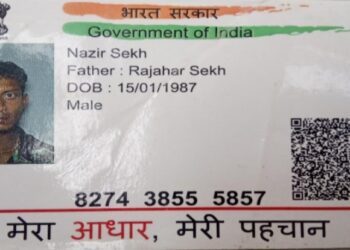 भारत सरकार
Government of India
Nazir Sekh
Father : Rajahar Sekh
DOB : 15/01/1987
Male
8274 3855 5857
मेरा आधार, मेरी पहचान